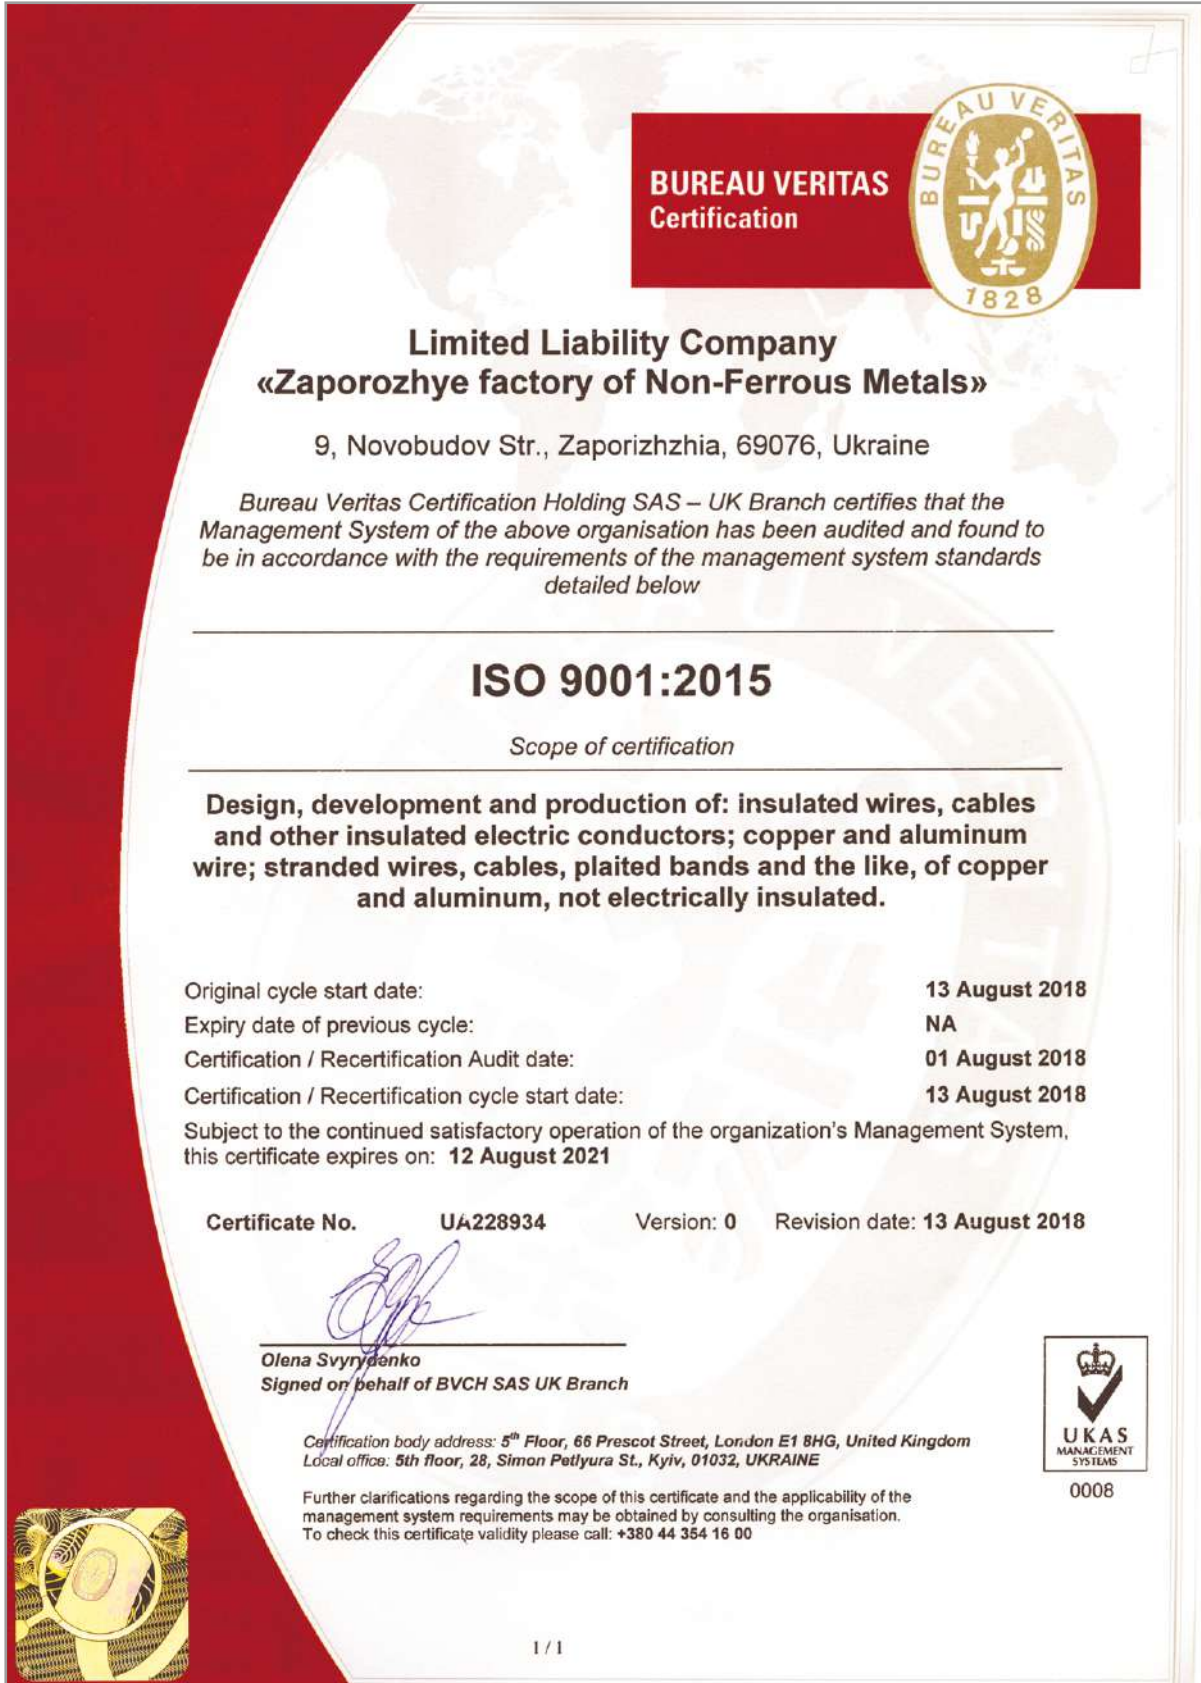 BUREAU VERITAS
Certification
BUREAU VERITAS
1828
Limited Liability Company
«Zaporozhye factory of Non-Ferrous Metals»
9, Novobudov Str., Zaporizhzhia, 69076, Ukraine
Bureau Veritas Certification Holding SAS – UK Branch certifies that the
Management System of the above organisation has been audited and found to
be in accordance with the requirements of the management system standards
detailed below
ISO 9001:2015
Scope of certification
Design, development and production of: insulated wires, cables
and other insulated electric conductors; copper and aluminum
wire; stranded wires, cables, plaited bands and the like, of copper
and aluminum, not electrically insulated.
Original cycle start date: 13 August 2018
Expiry date of previous cycle: NA
Certification / Recertification Audit date: 01 August 2018
Certification / Recertification cycle start date: 13 August 2018
Subject to the continued satisfactory operation of the organization's Management System,
this certificate expires on: 12 August 2021
Certificate No. UA228934 Version: 0 Revision date: 13 August 2018
Olena Svyrydenko
Signed on behalf of BVCH SAS UK Branch
Certification body address: 5th Floor, 66 Prescot Street, London E1 8HG, United Kingdom
Local office: 5th floor, 28, Simon Petlyura St., Kyiv, 01032, UKRAINE
Further clarifications regarding the scope of this certificate and the applicability of the
management system requirements may be obtained by consulting the organisation.
To check this certificate validity please call: +380 44 354 16 00
UKAS
MANAGEMENT
SYSTEMS
0008
1 / 1